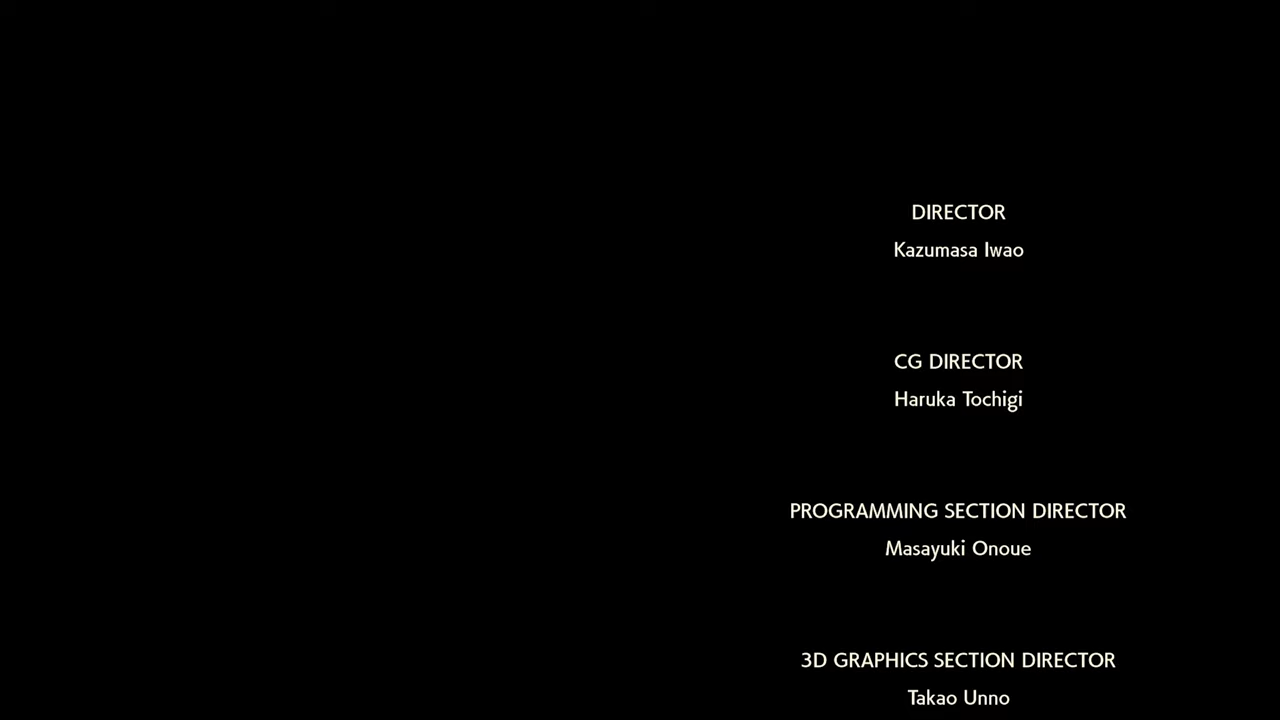 DIRECTOR
Kazumasa Iwao
CG DIRECTOR
Haruka Tochigi
PROGRAMMING SECTION DIRECTOR
Masayuki Onoue
3D GRAPHICS SECTION DIRECTOR
Takao Unno